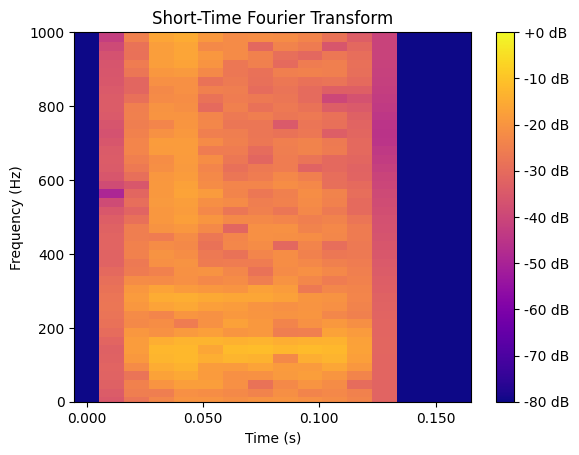 Short-Time Fourier Transform
1000
800
600
400
200
0
Frequency (Hz)
0.000
0.050
0.100
0.150
Time (s)
+0 dB
-10 dB
-20 dB
-30 dB
-40 dB
-50 dB
-60 dB
-70 dB
-80 dB